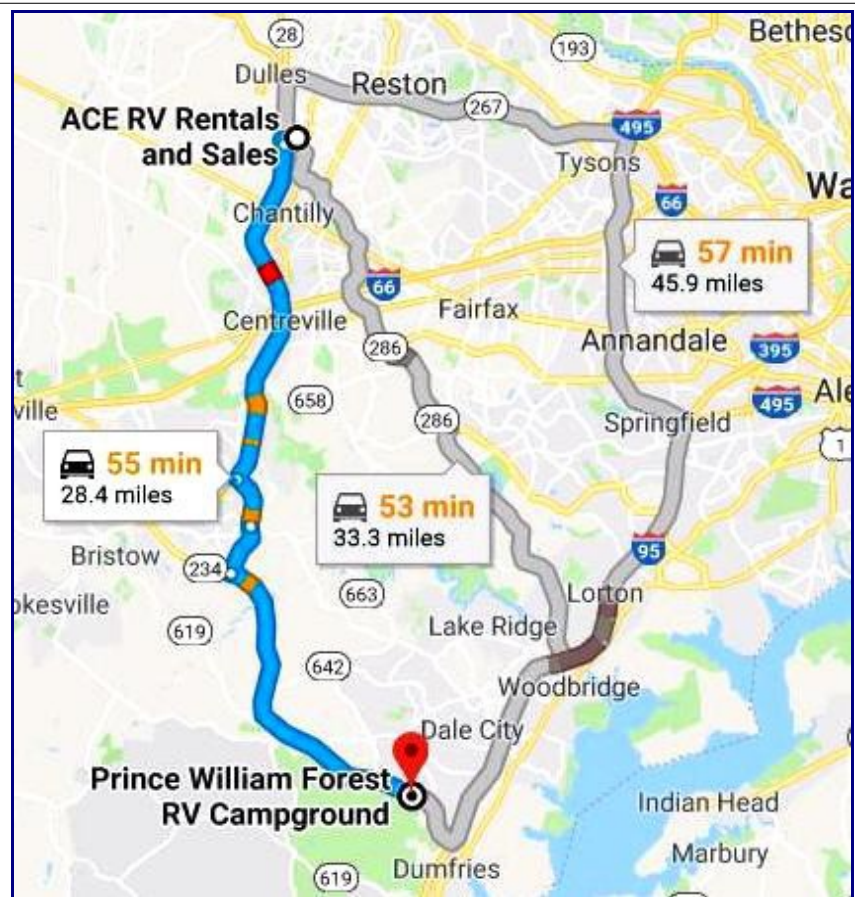 28
193
Bethesd
Dulles
Reston
267
495
ACE RV Rentals
and Sales
Tysons
66
Wa
Chantilly
57 min
45.9 miles
66
Centreville
Fairfax
286
Annandale
395
t
ville
658
286
495
Ale
Springfield
1
55 min
28.4 miles
53 min
33.3 miles
95
Bristow
234
okesville
663
Lorton
619
Lake Ridge
642
Woodbridge
Dale City
Prince William Forest
RV Campground
Indian Head
Marbury
Dumfries
619